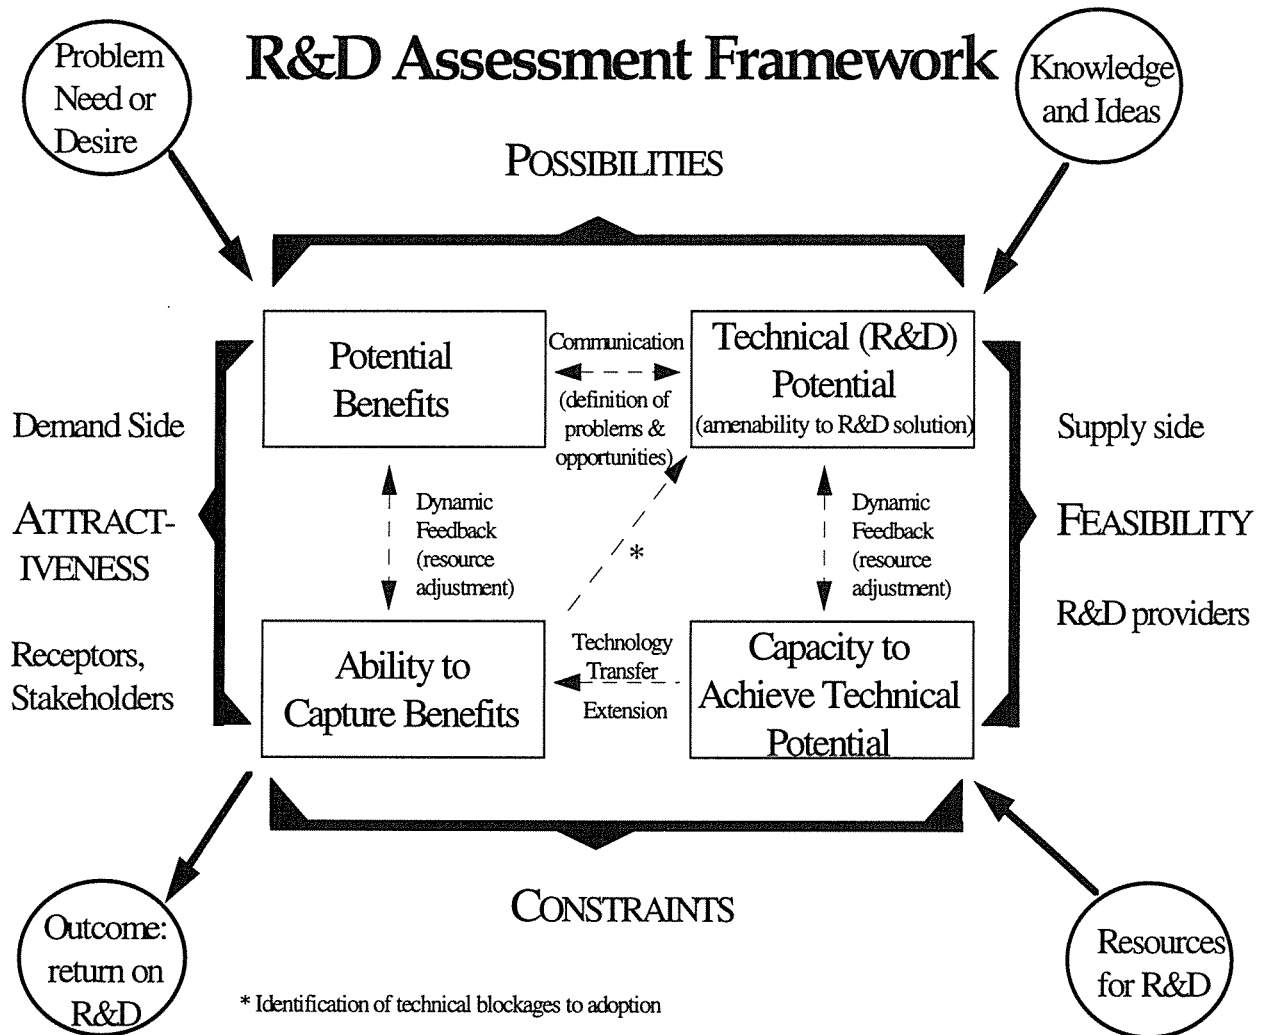 R&D Assessment Framework
Problem
Need or
Desire
Knowledge
and Ideas
POSSIBILITIES
Potential
Benefits
Communication
(definition of
problems &
opportunities)
Technical (R&D)
Potential
(amenability to R&D solution)
Demand Side
ATTRACT-
IVENESS
Receptors,
Stakeholders
Dynamic
Feedback
(resource
adjustment)
*
Dynamic
Feedback
(resource
adjustment)
Supply side
FEASIBILITY
R&D providers
Ability to
Capture Benefits
Technology
Transfer
Extension
Capacity to
Achieve Technical
Potential
CONSTRAINTS
Outcome:
return on
R&D
Resources
for R&D
* Identification of technical blockages to adoption